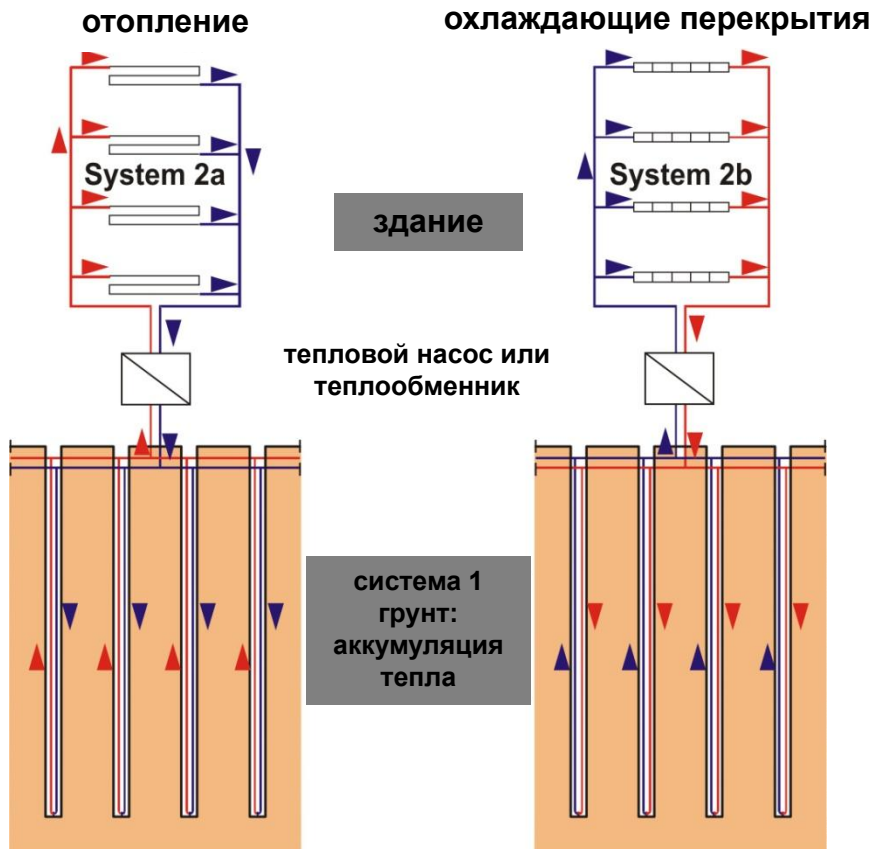 отопление
охлаждающие перекрытия
System 2a
System 2b
здание
тепловой насос или
теплообменник
система 1
грунт:
аккумуляция
тепла